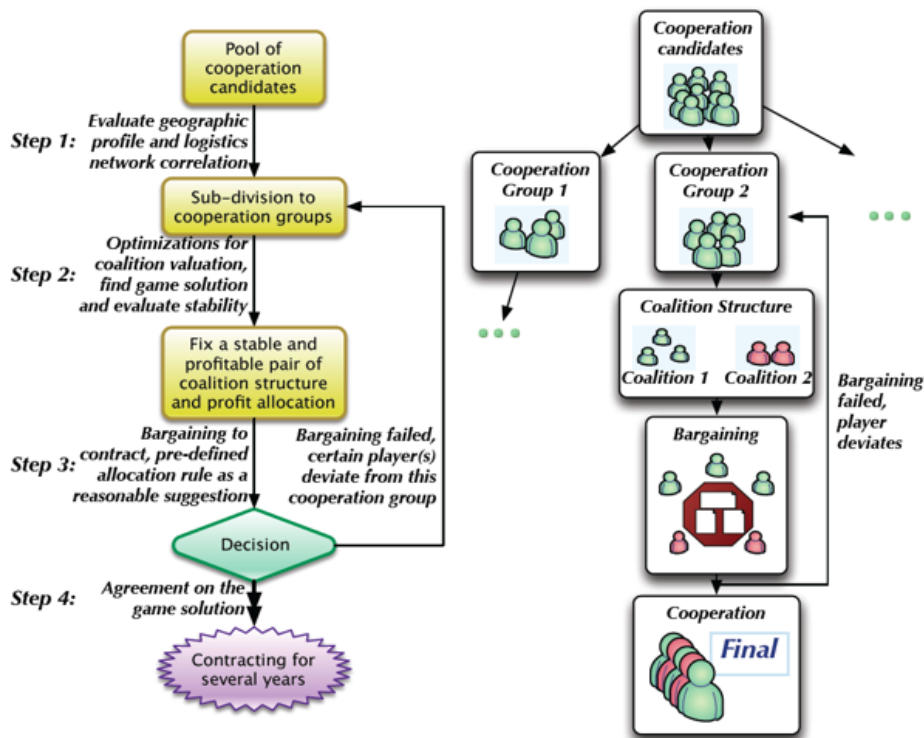 Pool of
cooperation
candidates
Step 1:
Evaluate geographic
profile and logistics
network correlation
Sub-division to
cooperation groups
Step 2:
Optimizations for
coalition valuation,
find game solution
and evaluate stability
Fix a stable and
profitable pair of
coalition structure
and profit allocation
Step 3:
Bargaining to
contract, pre-defined
allocation rule as a
reasonable suggestion
Bargaining failed,
certain player(s)
deviate from this
cooperation group
Decision
Step 4:
Agreement on the
game solution
Contracting for
several years
Cooperation
candidates
Cooperation
Group 1
Cooperation
Group 2
Coalition Structure
Coalition 1
Coalition 2
Bargaining
failed,
player
deviates
Bargaining
Cooperation
Final